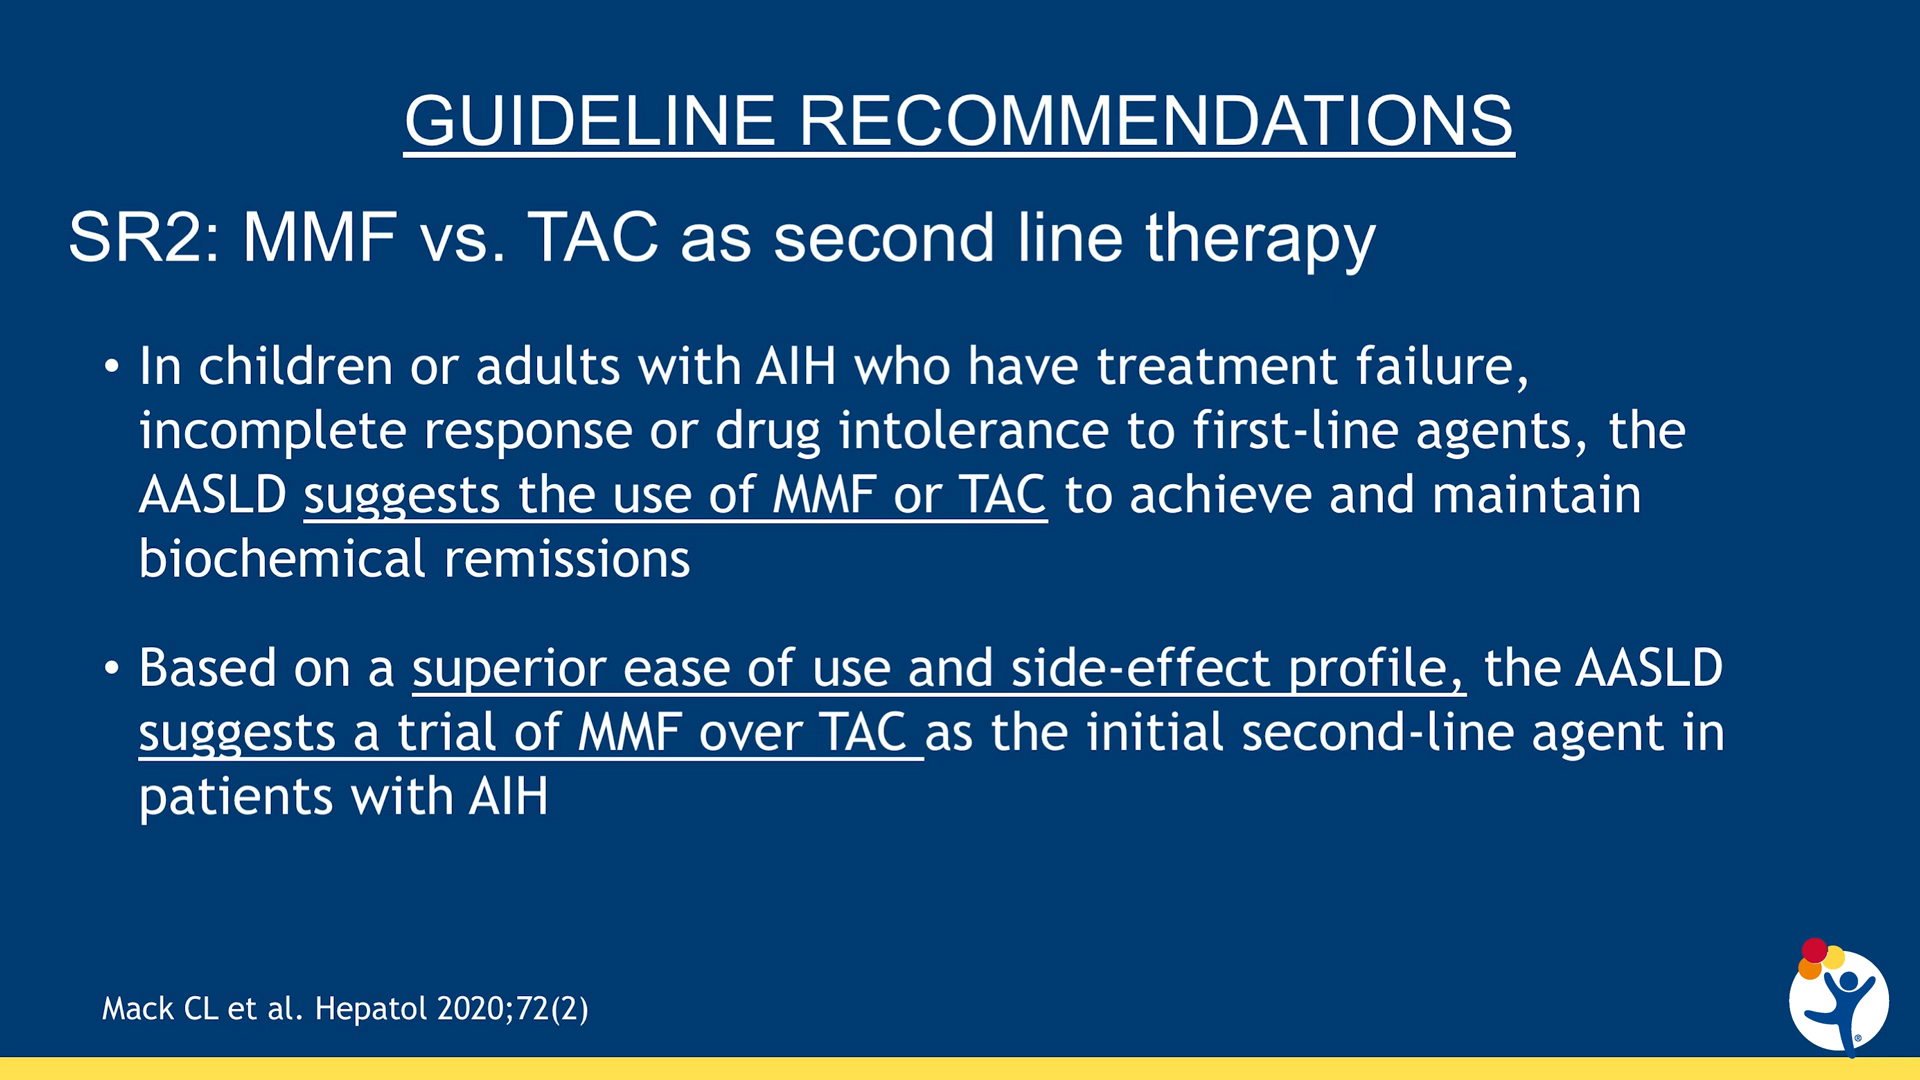 GUIDELINE RECOMMENDATIONS
SR2: MMF vs. TAC as second line therapy
• In children or adults with AIH who have treatment failure,
incomplete response or drug intolerance to first-line agents, the
AASLD suggests the use of MMF or TAC to achieve and maintain
biochemical remissions
• Based on a superior ease of use and side-effect profile, the AASLD
suggests a trial of MMF over TAC as the initial second-line agent in
patients with AIH
Mack CL et al. Hepatol 2020;72(2)
®